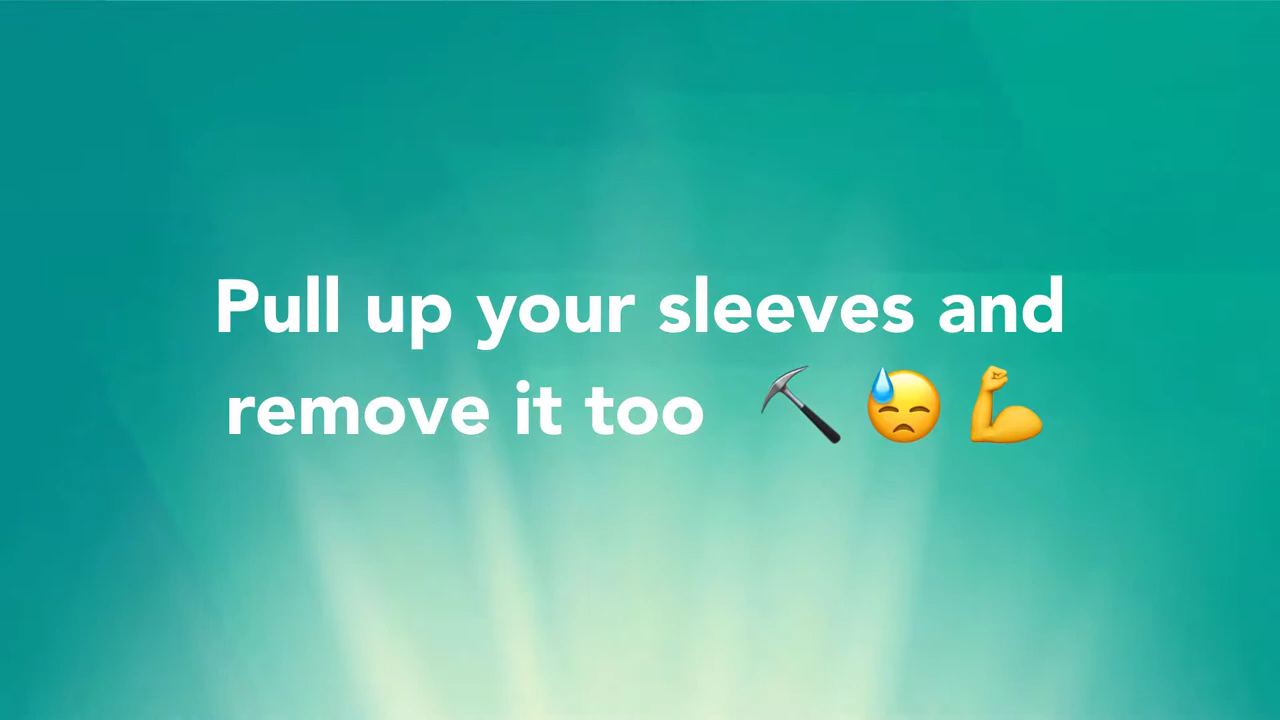 Pull up your sleeves and
remove it too ⛏️ 😓 💪